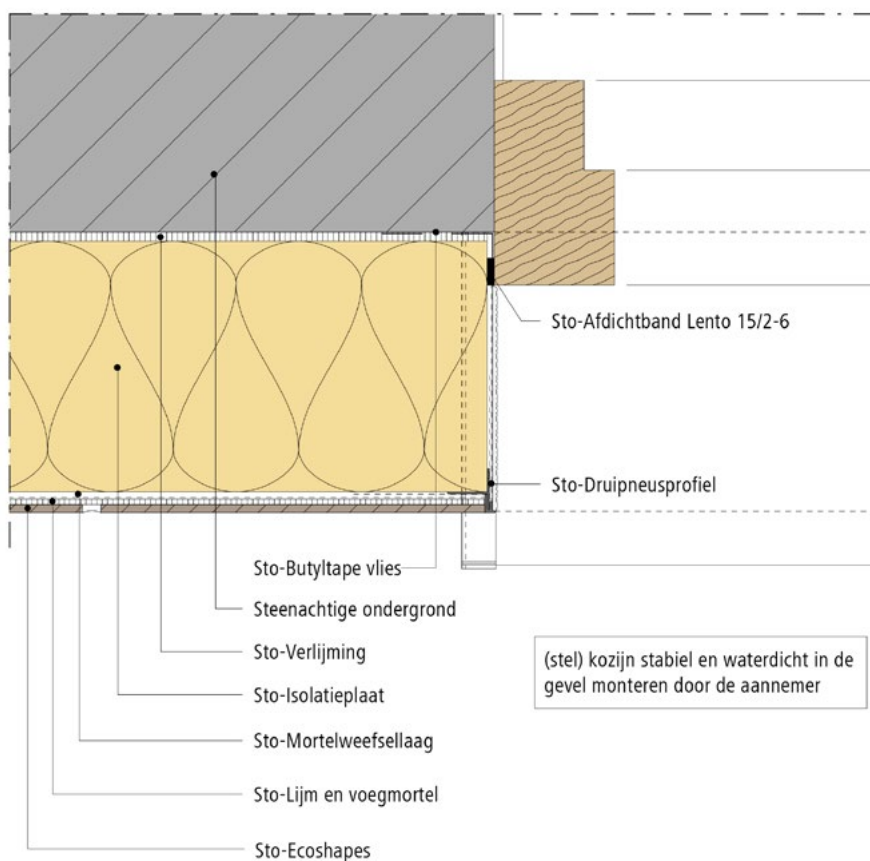 Sto-Afdichtband Lento 15/2-6
Sto-Druipneusprofiel
Sto-Butyltape vlies
Steenachtige ondergrond
Sto-Verlijming
(stel) kozijn stabiel en waterdicht in de
gevel monteren door de aannemer
Sto-Isolatieplaat
Sto-Mortelweefsellaag
Sto-Lijm en voegmortel
Sto-Ecoshapes